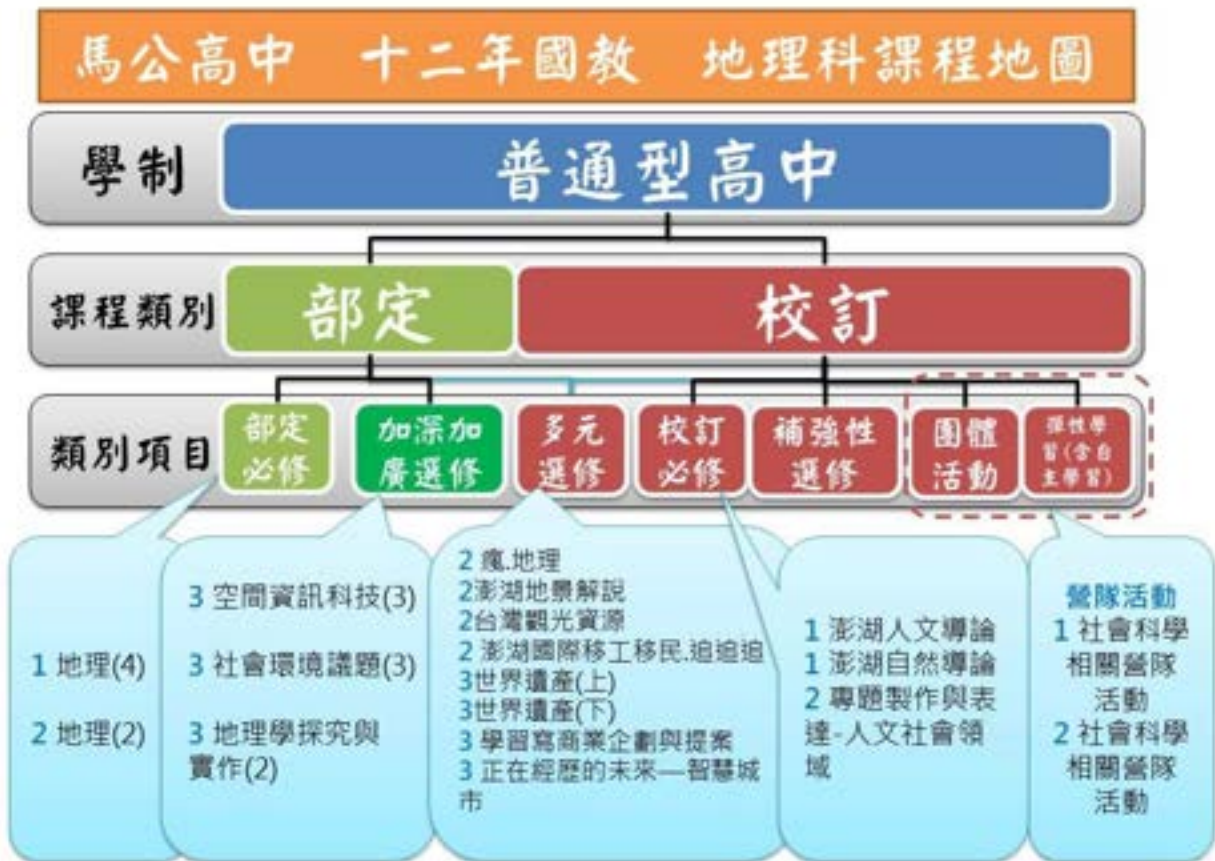 馬公高中 十二年國教 地理科課程地圖
學制
普通型高中
課程類別
部定
校訂
類別項目
部定
必修
加深加
廣選修
多元
選修
校訂
必修
補強性
選修
團體
活動
彈性學
習(含自
主學習)
1 地理(4)
2 地理(2)
3 空間資訊科技(3)
3 社會環境議題(3)
3 地理學探究與
實作(2)
2 瘋.地理
2澎湖地景解說
2台灣觀光資源
2 澎湖國際移工移民.追追追
3世界遺產(上)
3世界遺產(下)
3 學習寫商業企劃與提案
3 正在經歷的未來—智慧城
市
1 澎湖人文導論
1 澎湖自然導論
2 專題製作與表
達-人文社會領
域
營隊活動
1 社會科學
相關營隊
活動
2 社會科學
相關營隊
活動